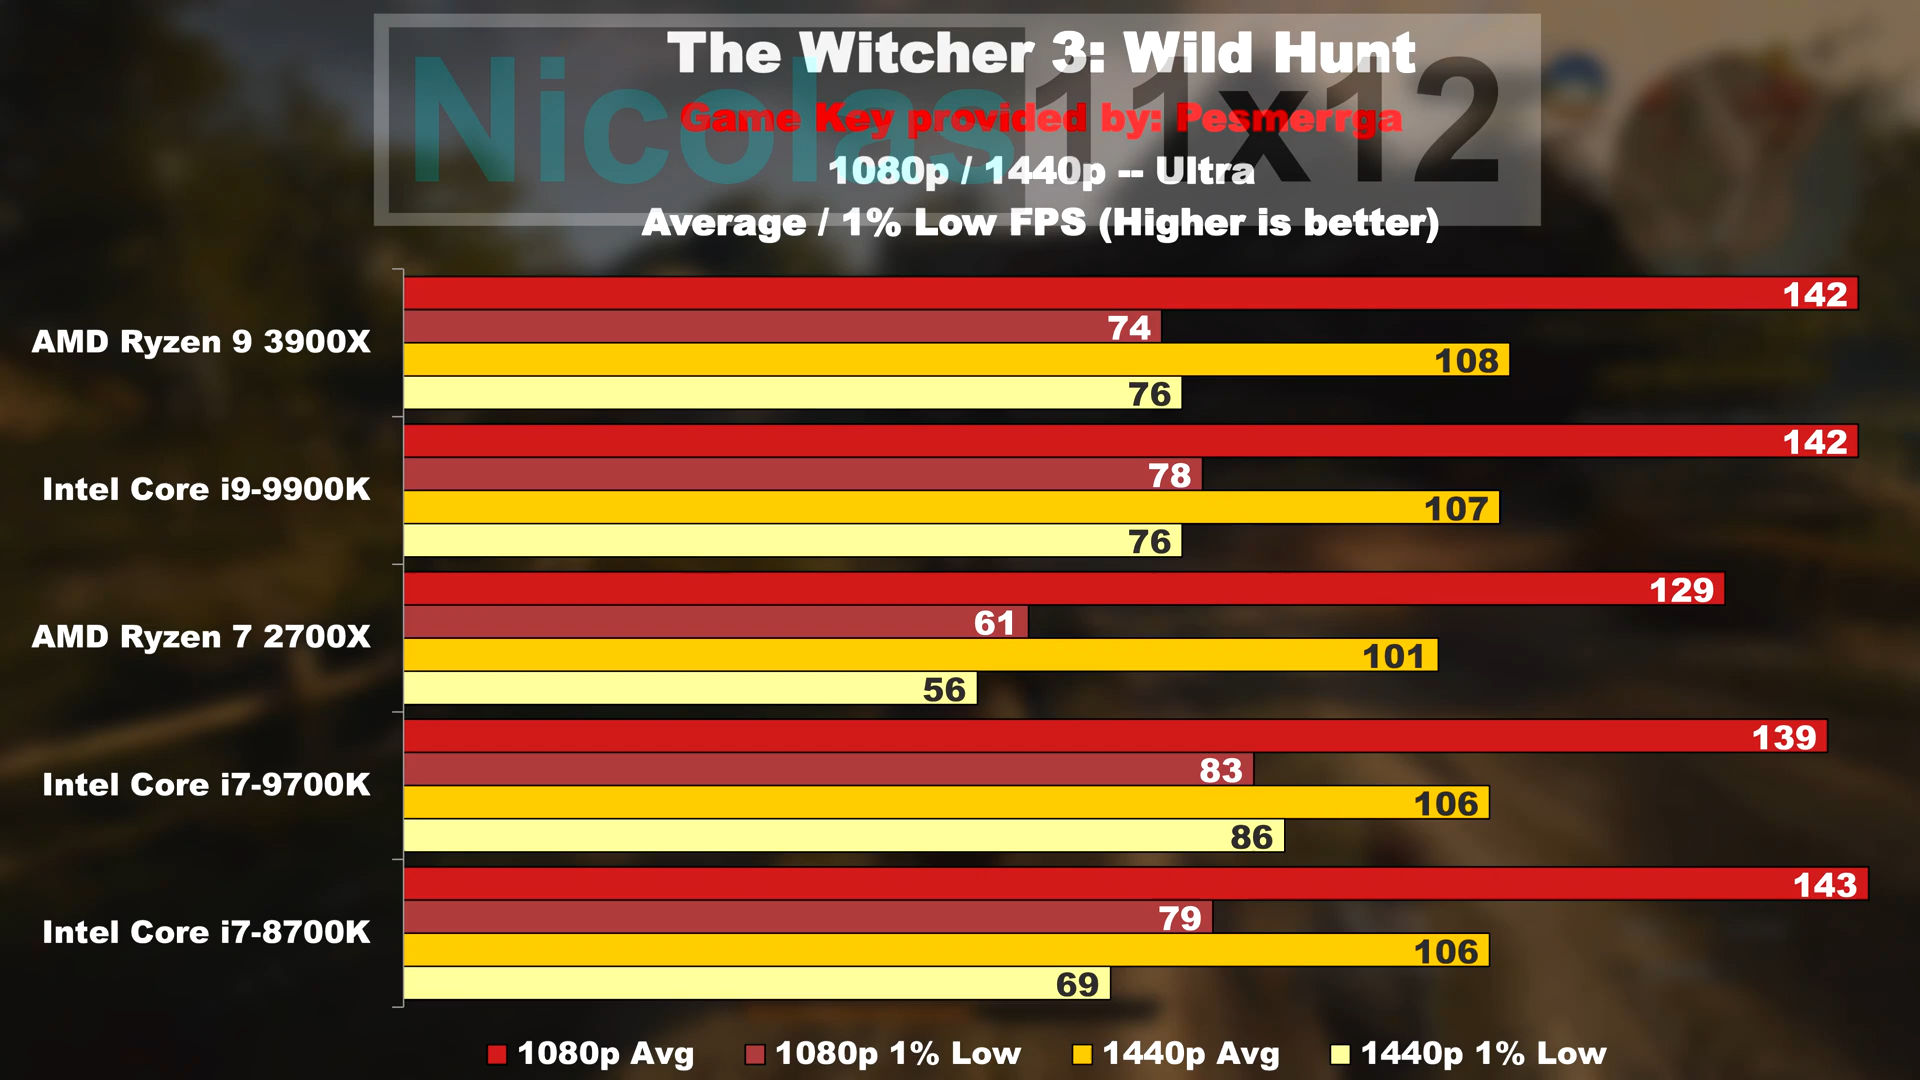 The Witcher 3: Wild Hunt
Nicolas11x12
Game Key provided by: Pesmerrga
1080p / 1440p -- Ultra
Average / 1% Low FPS (Higher is better)
AMD Ryzen 9 3900X
142
74
108
76
Intel Core i9-9900K
142
78
107
76
AMD Ryzen 7 2700X
129
61
101
56
Intel Core i7-9700K
139
83
106
86
Intel Core i7-8700K
143
79
106
69
1080p Avg 1080p 1% Low 1440p Avg 1440p 1% Low